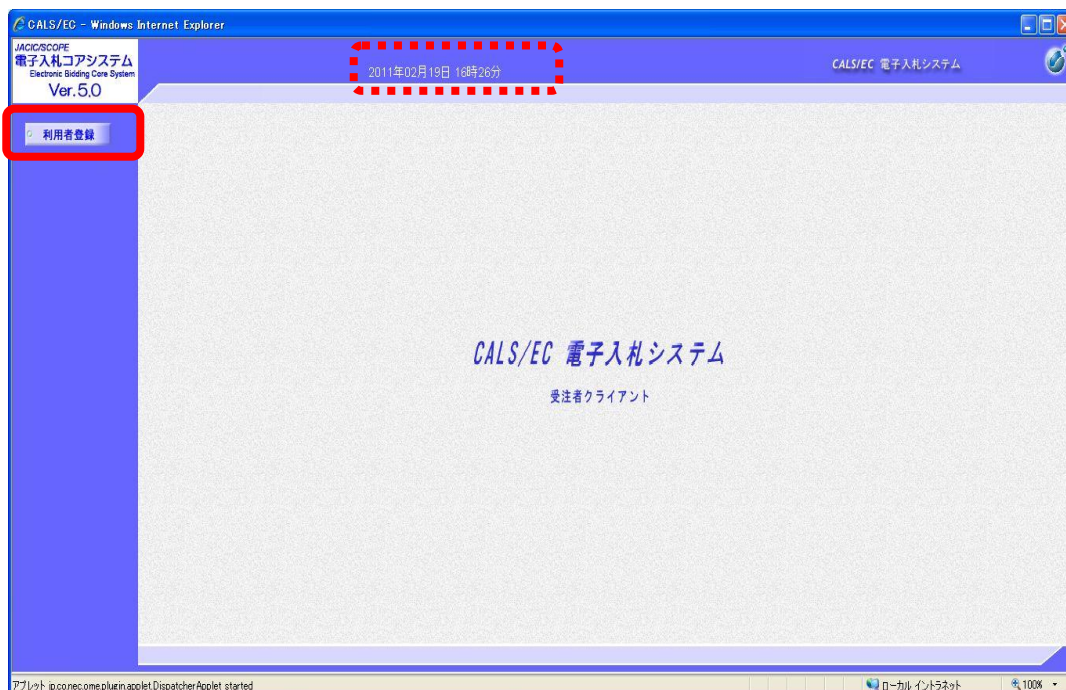 CALS/EC - Windows Internet Explorer
JACIC/SCOPE
電子入札コアシステム
Electronic Bidding Core System
Ver.5.0
2011年02月19日 16時26分
CALS/EC 電子入札システム
利用者登録
CALS/EC 電子入札システム
受注者クライアント
アプレット jp.co.nec.ome.plugin.applet.DispatcherApplet started
ローカル イントラネット
100%